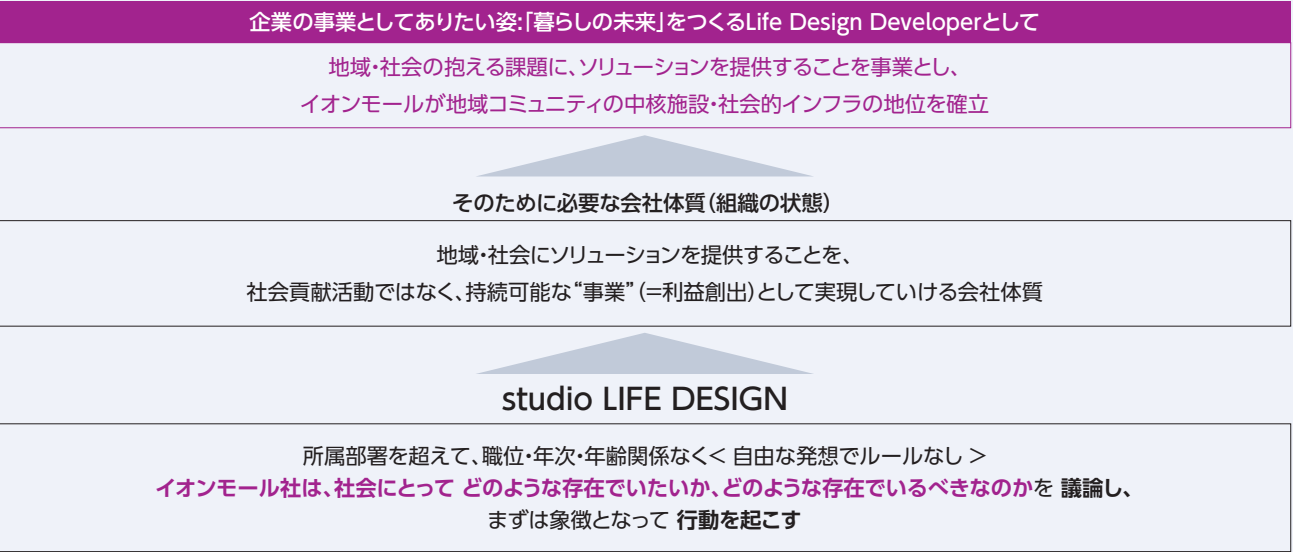 企業の事業としてありたい姿:「暮らしの未来」をつくるLife Design Developerとして
地域・社会の抱える課題に、ソリューションを提供することを事業とし、
イオンモールが地域コミュニティの中核施設・社会的インフラの地位を確立
そのために必要な会社体質(組織の状態)
地域・社会にソリューションを提供することを、
社会貢献活動ではなく、持続可能な“事業”(=利益創出)として実現していける会社体質
studio LIFE DESIGN
所属部署を超えて、職位・年次・年齢関係なく< 自由な発想でルールなし >
イオンモール社は、社会にとって どのような存在でいたいか、どのような存在でいるべきなのかを 議論し、
まずは象徴となって 行動を起こす